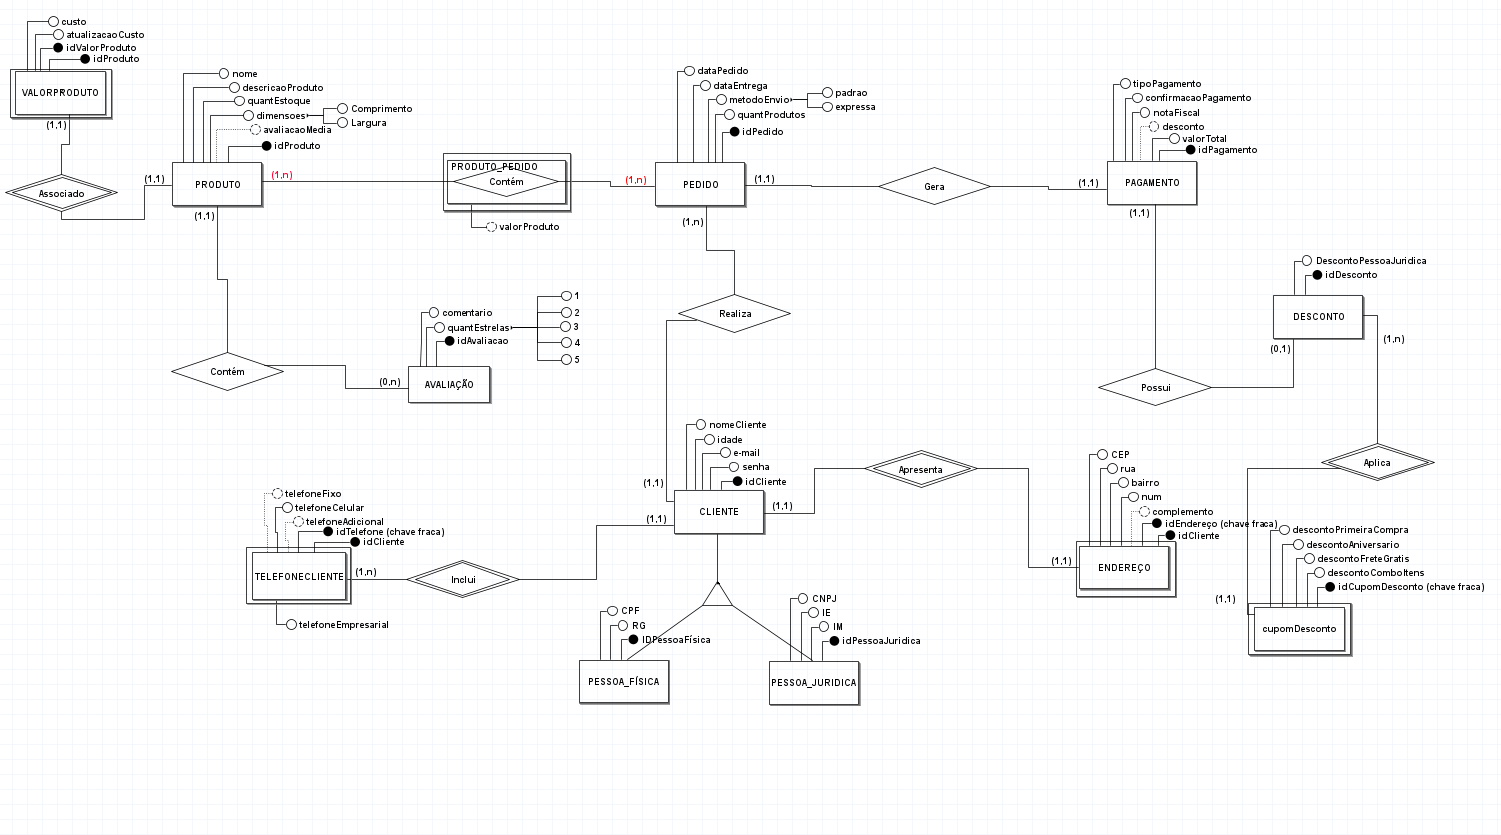 custo
atualizacaoCusto
idValorProduto
idProduto
VALORPRODUTO
(1,1)
Associado
(1,1)
nome
descricaoProduto
quantEstoque
dimensoes
Comprimento
Largura
avaliacaoMedia
idProduto
PRODUTO
(1,n)
(1,1)
PRODUTO_PEDIDO
Contém
valorProduto
(1,n)
dataPedido
dataEntrega
metodoEnvio
padrao
expressa
quantProdutos
idPedido
PEDIDO
(1,1)
(1,n)
Gera
(1,1)
tipoPagamento
confirmacaoPagamento
notaFiscal
desconto
valorTotal
idPagamento
PAGAMENTO
(1,1)
DescontoPessoaJuridica
idDesconto
DESCONTO
(0,1)
(1,n)
Possui
Realiza
Contém
(0,n)
comentario
quantEstrelas
idAvaliacao
1
2
3
4
5
AVALIAÇÃO
nomeCliente
idade
e-mail
senha
idCliente
CLIENTE
(1,1)
(1,1)
(1,1)
Apresenta
CEP
rua
bairro
num
complemento
idEndereço (chave fraca)
idCliente
(1,1)
ENDEREÇO
Aplica
descontoPrimeiraCompra
descontoAniversario
descontoFreteGratis
descontoComboItens
idCupomDesconto (chave fraca)
(1,1)
cupomDesconto
telefoneFixo
telefoneCelular
telefoneAdicional
idTelefone (chave fraca)
idCliente
TELEFONECLIENTE
(1,n)
Inclui
telefoneEmpresarial
CPF
RG
IDPessoaFísica
PESSOA_FÍSICA
CNPJ
IE
IM
idPessoaJuridica
PESSOA_JURIDICA